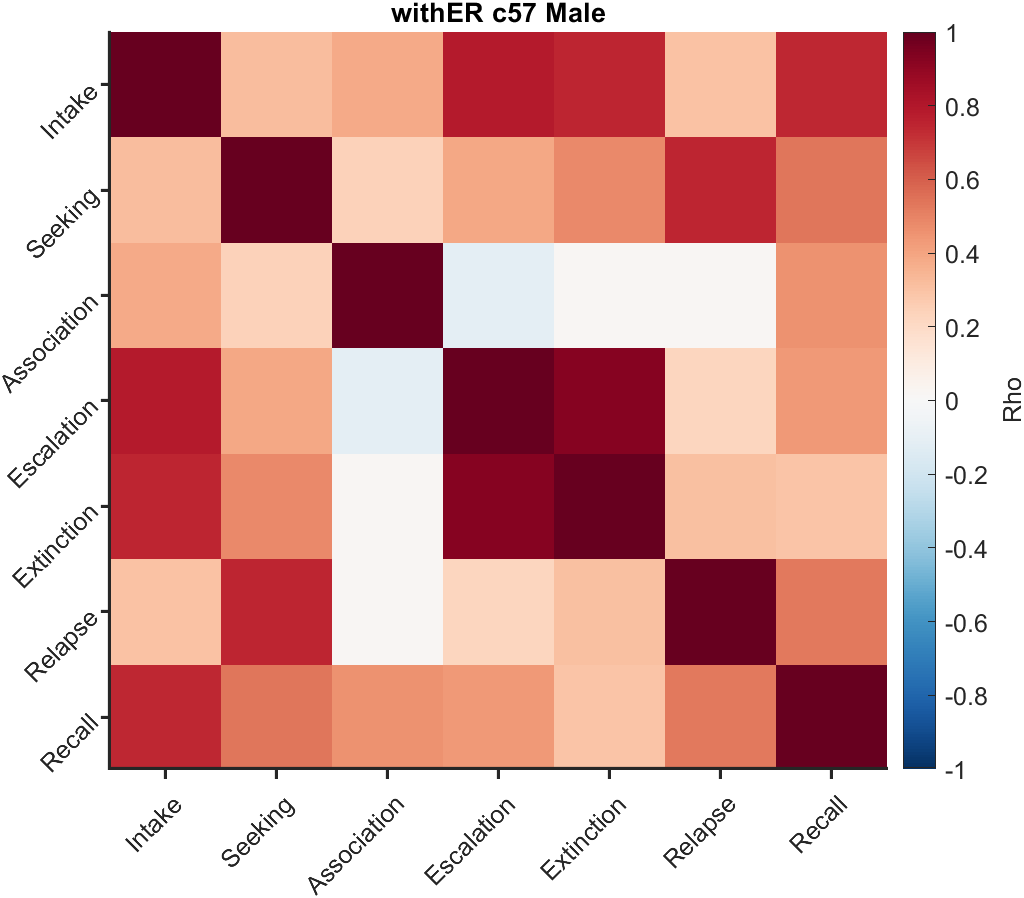 withER c57 Male
Intake
Seeking
Association
Escalation
Extinction
Relapse
Recall
Intake
Seeking
Association
Escalation
Extinction
Relapse
Recall
1
0.8
0.6
0.4
0.2
0
-0.2
-0.4
-0.6
-0.8
-1
Rho